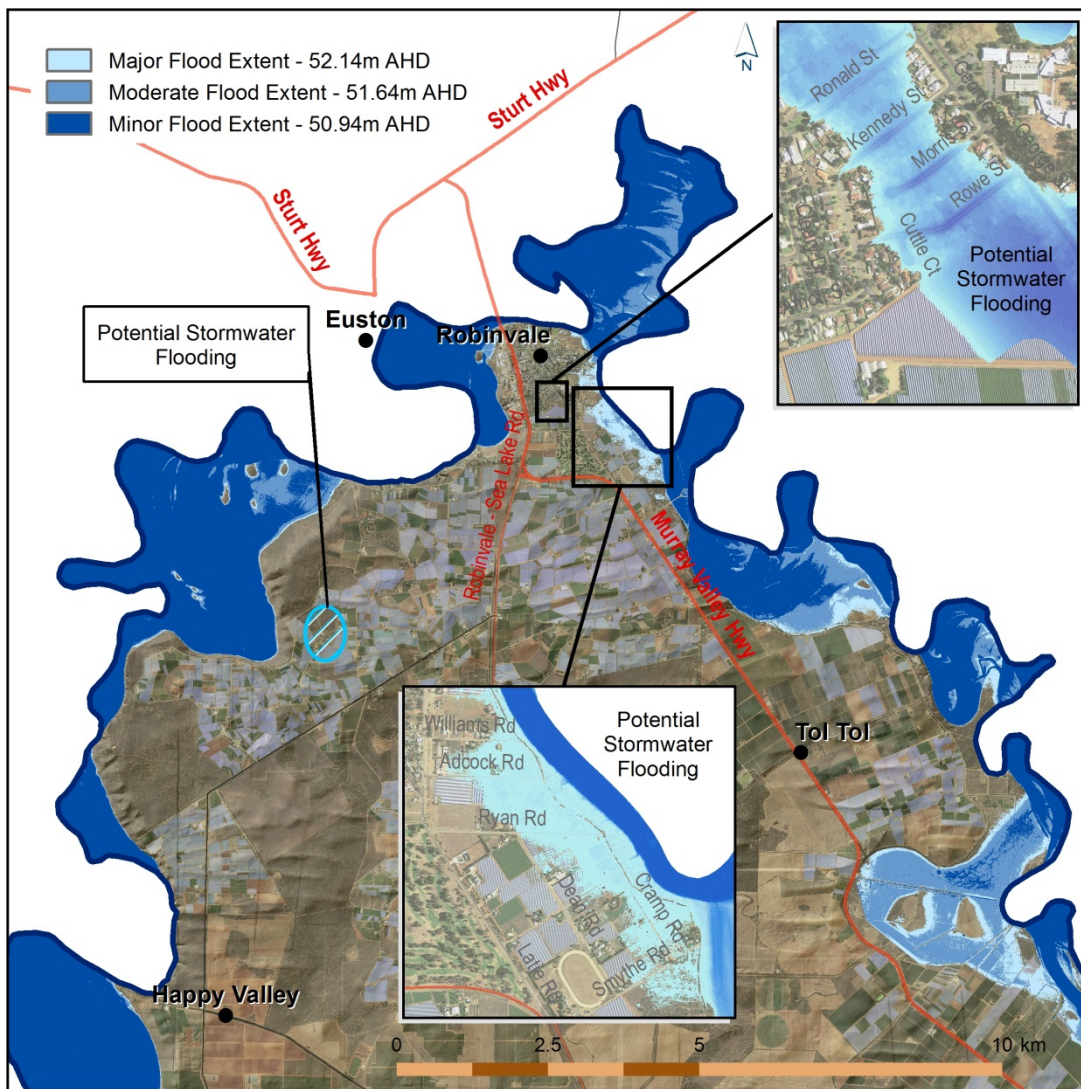 Major Flood Extent - 52.14m AHD
Moderate Flood Extent - 51.64m AHD
Minor Flood Extent - 50.94m AHD
N
Sturt Hwy
Sturt Hwy
Ronald St
Kennedy St
Morris
Rowe St
Cuttle Ct
George
Potential
Stormwater
Flooding
Potential Stormwater
Flooding
Euston
Robinvale
Robinvale - Sea Lake Rd
Murray Valley Hwy
Williams Rd
Adcock Rd
Ryan Rd
Dean Rd
Cramp Rd
Smythe Rd
Latje Rd
Potential
Stormwater
Flooding
Tol Tol
Happy Valley
0 2.5 5 10 km